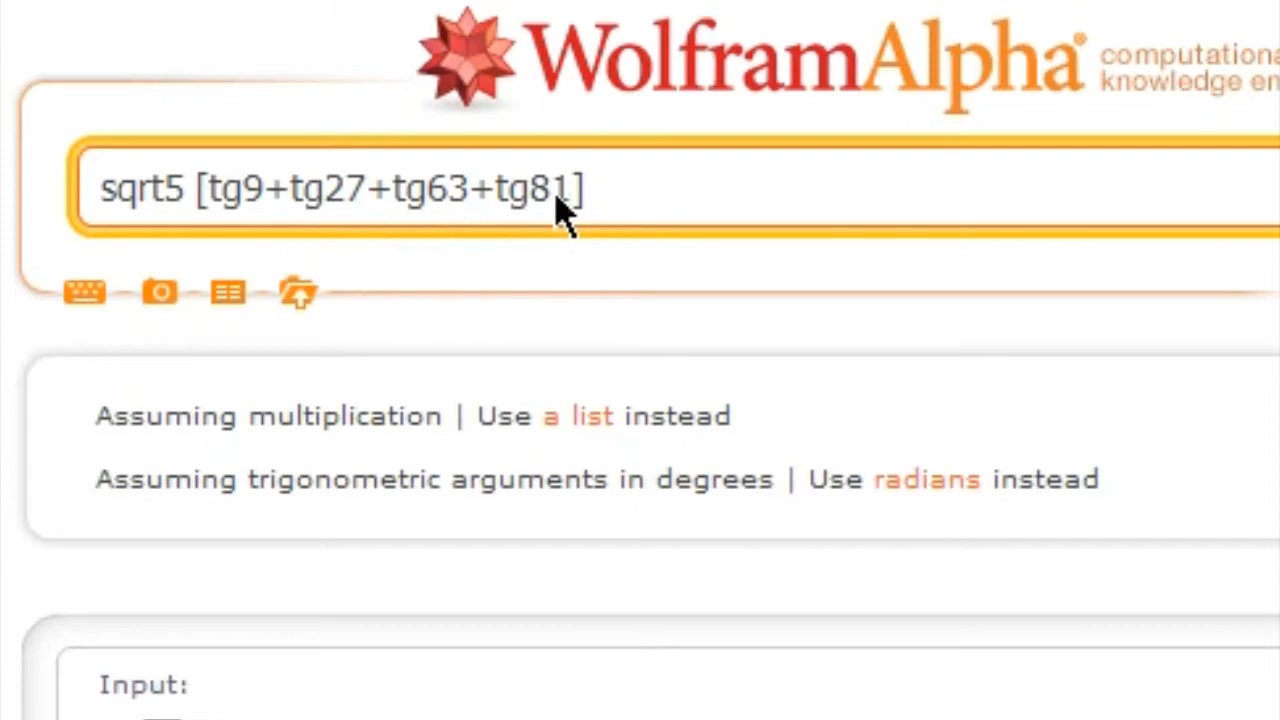 WolframAlpha® computationa
knowledge en
sqrt5 [tg9+tg27+tg63+tg81]
Assuming multiplication | Use a list instead
Assuming trigonometric arguments in degrees | Use radians instead
Input: